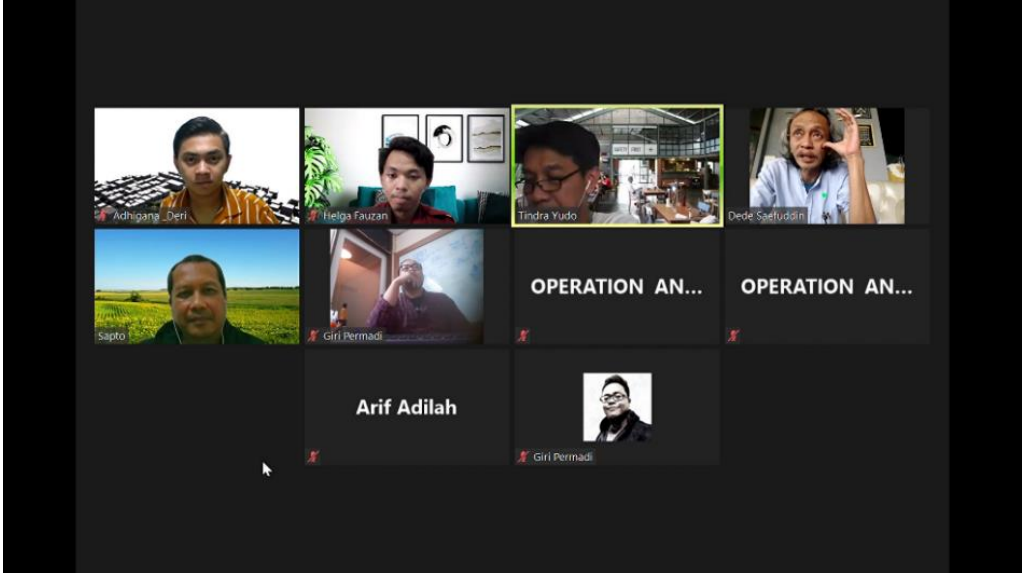 Adhigana_Deri
Helga Fauzan
Tindra Yudo
Dede Saefuddin
Sapto
Giri Permadi
OPERATION AN...
OPERATION AN...
Arif Adilah
Giri Permadi